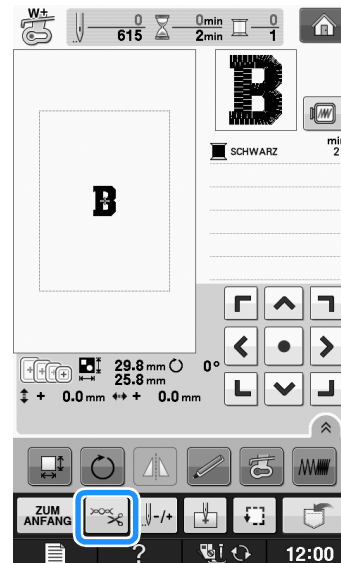 W+
0 0min 0
615 2min 1
B
SCHWARZ min
2
B
29.8 mm 0°
25.8 mm
+ 0.0 mm + 0.0 mm
ZUM
ANFANG
-/+
? 12:00